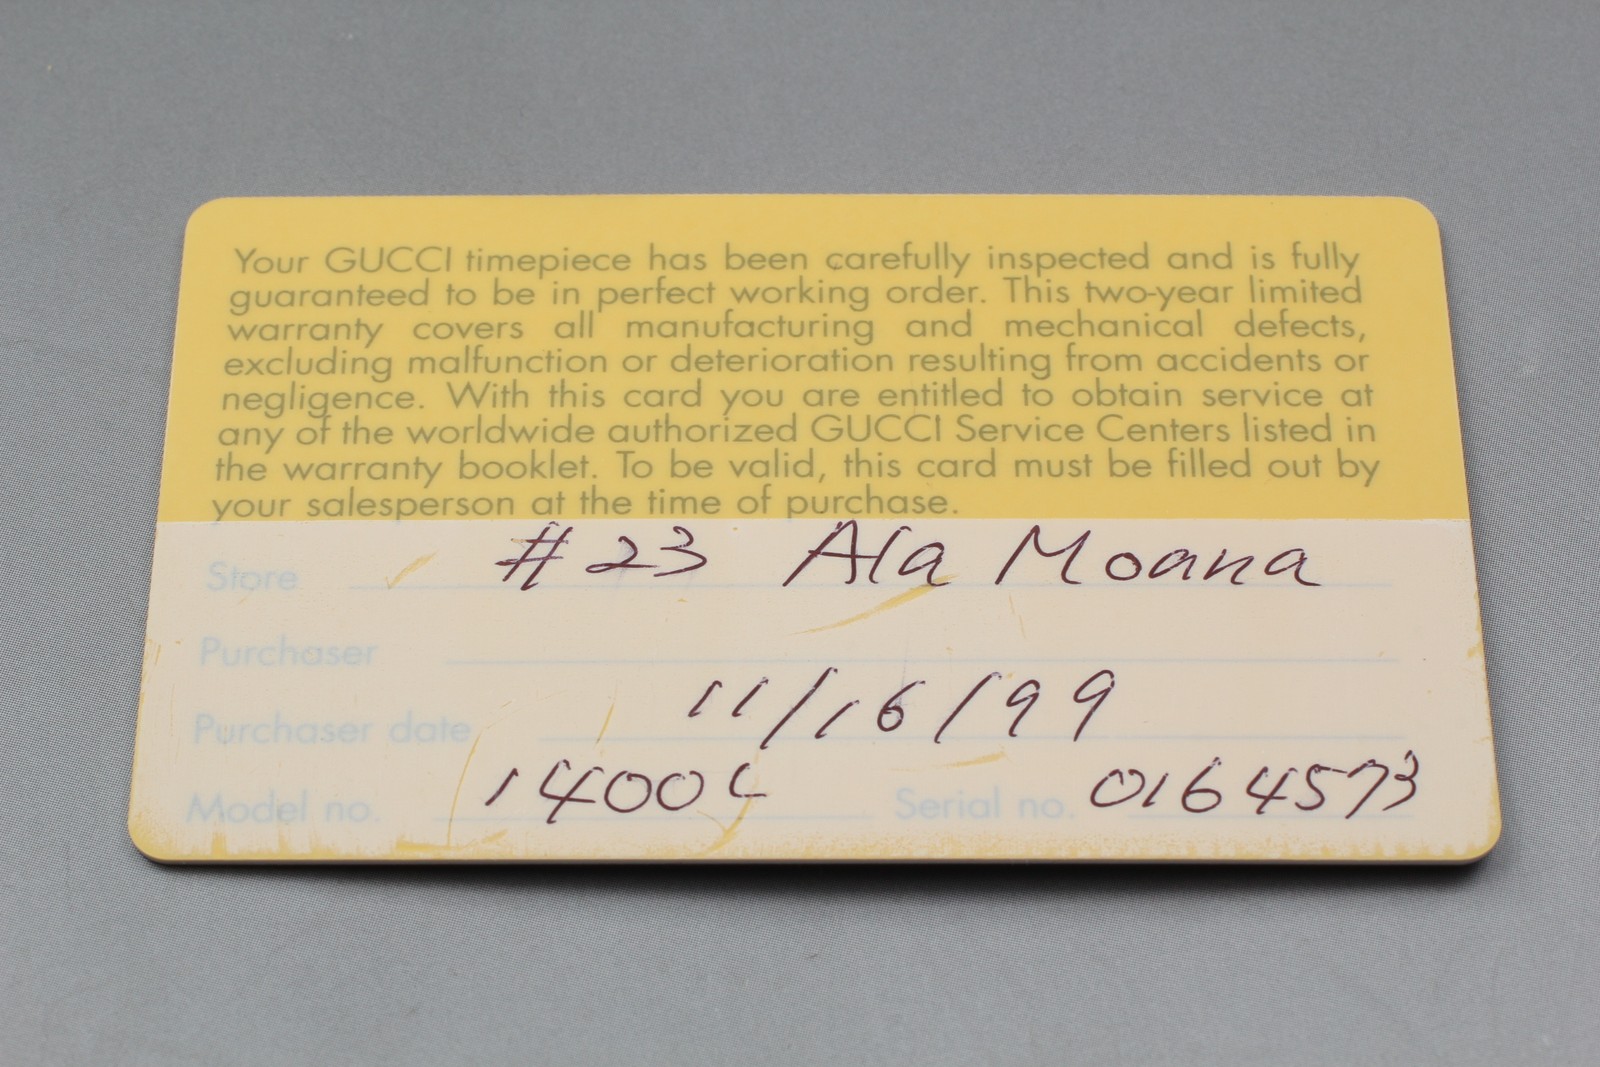 Your GUCCI timepiece has been carefully inspected and is fully
guaranteed to be in perfect working order. This two-year limited
warranty covers all manufacturing and mechanical defects,
excluding malfunction or deterioration resulting from accidents or
negligence. With this card you are entitled to obtain service at
any of the worldwide authorized GUCCI Service Centers listed in
the warranty booklet. To be valid, this card must be filled out by
your salesperson at the time of purchase.
Store #23 Ala Moana
Purchaser
Purchaser date 11/16/99
Model no. 1400L Serial no. 0164573